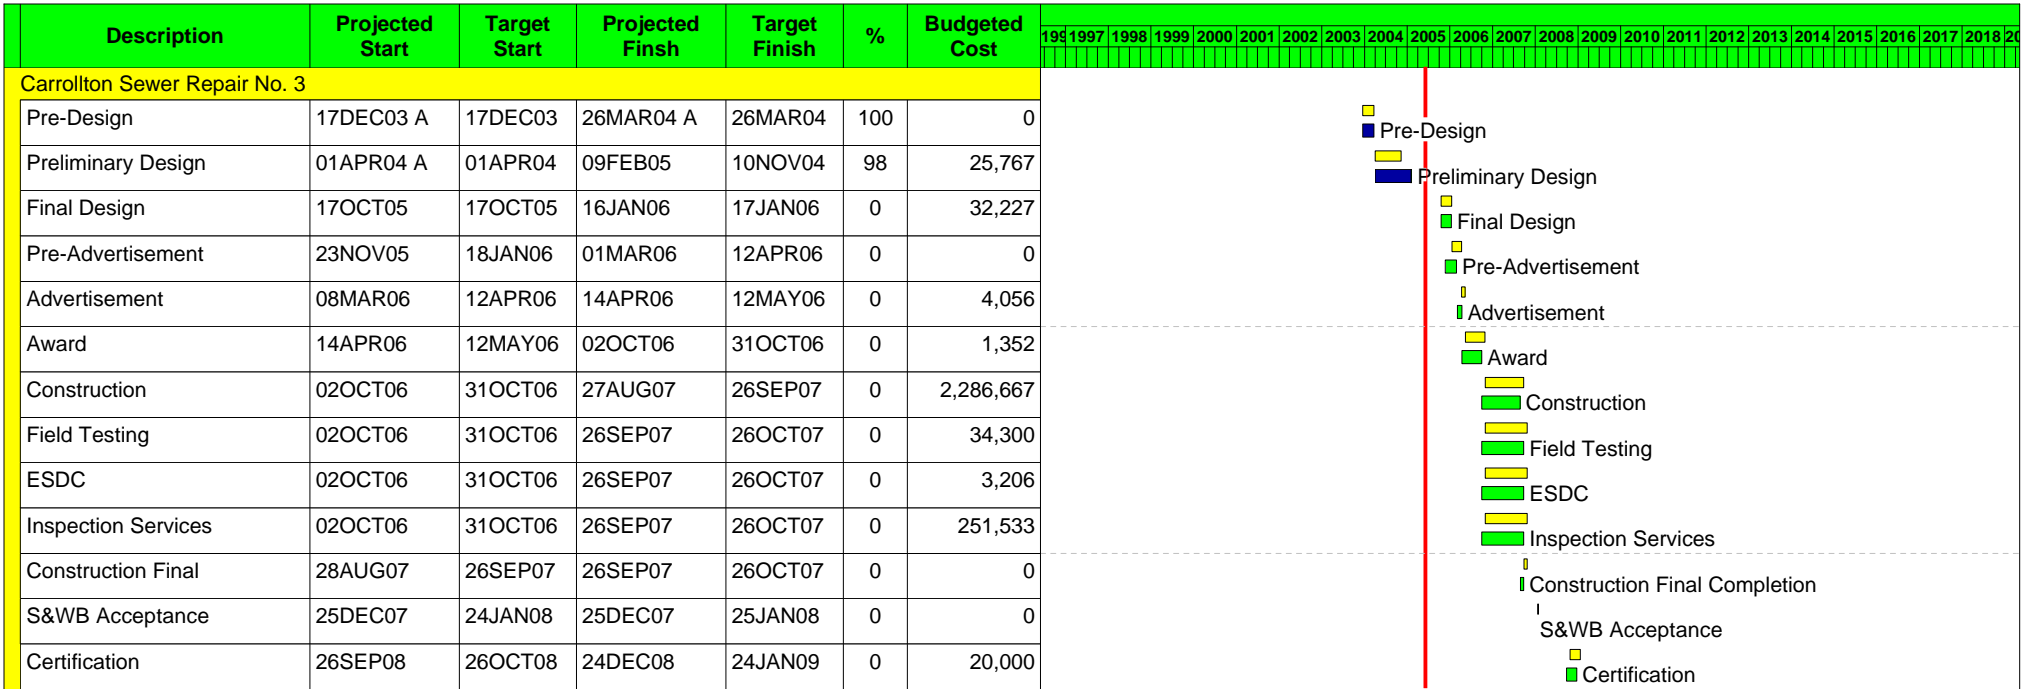 Description Projected Start Target Start Projected Finsh Target Finish % Budgeted Cost 199 1997 1998 1999 2000 2001 2002 2003 2004 2005 2006 2007 2008 2009 2010 2011 2012 2013 2014 2015 2016 2017 2018 20
Carrollton Sewer Repair No. 3
Pre-Design 17DEC03 A 17DEC03 26MAR04 A 26MAR04 100 0
Pre-Design
Preliminary Design 01APR04 A 01APR04 09FEB05 10NOV04 98 25,767
Preliminary Design
Final Design 17OCT05 17OCT05 16JAN06 17JAN06 0 32,227
Final Design
Pre-Advertisement 23NOV05 18JAN06 01MAR06 12APR06 0 0
Pre-Advertisement
Advertisement 08MAR06 12APR06 14APR06 12MAY06 0 4,056
Advertisement
Award 14APR06 12MAY06 02OCT06 31OCT06 0 1,352
Award
Construction 02OCT06 31OCT06 27AUG07 26SEP07 0 2,286,667
Construction
Field Testing 02OCT06 31OCT06 26SEP07 26OCT07 0 34,300
Field Testing
ESDC 02OCT06 31OCT06 26SEP07 26OCT07 0 3,206
ESDC
Inspection Services 02OCT06 31OCT06 26SEP07 26OCT07 0 251,533
Inspection Services
Construction Final 28AUG07 26SEP07 26SEP07 26OCT07 0 0
Construction Final Completion
S&WB Acceptance 25DEC07 24JAN08 25DEC07 25JAN08 0 0
S&WB Acceptance
Certification 26SEP08 26OCT08 24DEC08 24JAN09 0 20,000
Certification